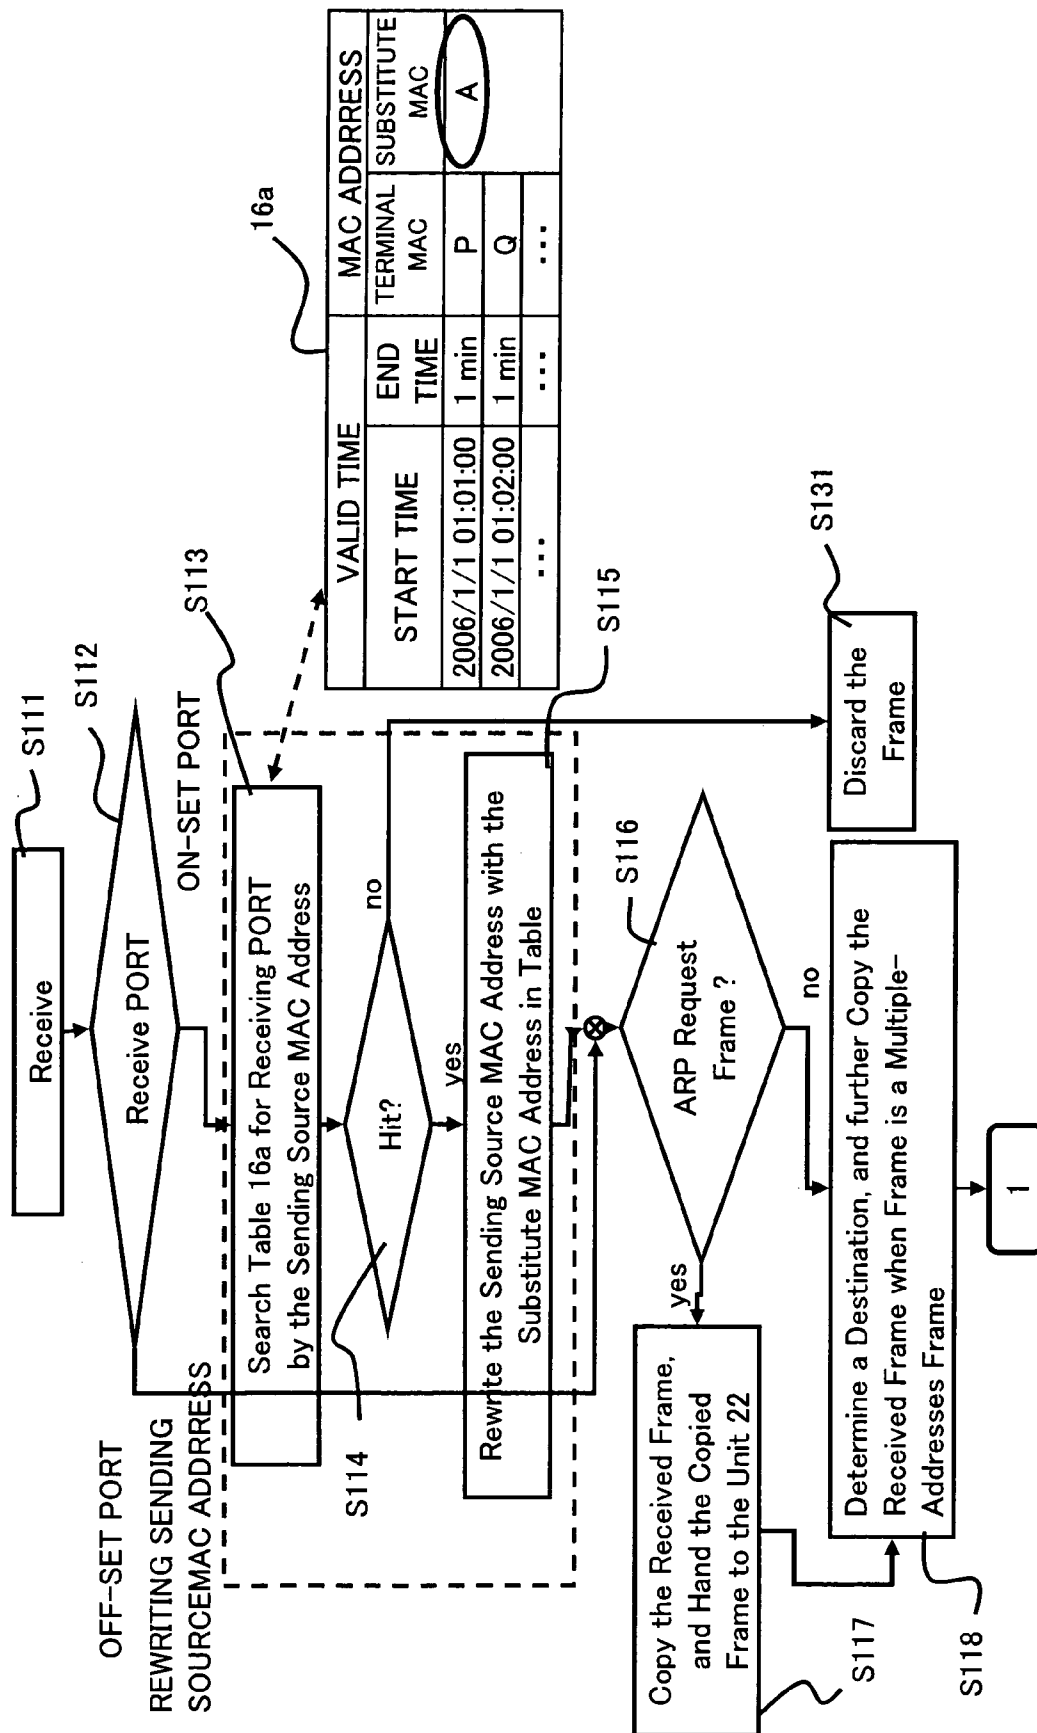 S111
Receive
S112
Receive PORT
OFF-SET PORT
ON-SET PORT
REWRITING SENDING
SOURCEMAC ADDRRESS
S113
Search Table 16a for Receiving PORT
by the Sending Source MAC Address
16a
VALID TIME
MAC ADDRRESS
START TIME
END
TIME
TERMINAL
MAC
SUBSTITUTE
MAC
2006/1/1 01:01:00
1 min
P
A
2006/1/1 01:02:00
1 min
Q
...
...
...
S114
Hit?
no
yes
S115
Rewrite the Sending Source MAC Address with the
Substitute MAC Address in Table
S116
ARP Request
Frame ?
yes
no
Copy the Received Frame,
and Hand the Copied
Frame to the Unit 22
S117
S131
Discard the
Frame
Determine a Destination, and further Copy the
Received Frame when Frame is a Multiple-
Addresses Frame
S118
1